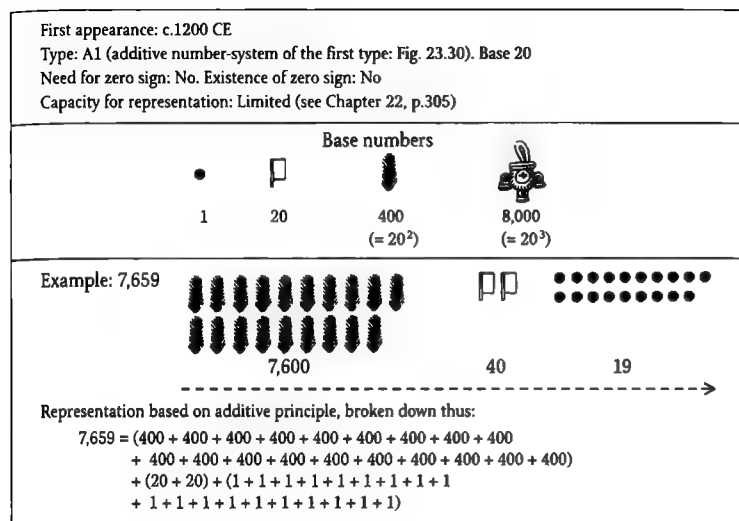 First appearance: c.1200 CE
Type: A1 (additive number-system of the first type: Fig. 23.30). Base 20
Need for zero sign: No. Existence of zero sign: No
Capacity for representation: Limited (see Chapter 22, p.305)
Base numbers
1 20 400 8,000
(= 20²) (= 20³)
Example: 7,659
7,600 40 19
Representation based on additive principle, broken down thus:
7,659 = (400 + 400 + 400 + 400 + 400 + 400 + 400 + 400 + 400
+ 400 + 400 + 400 + 400 + 400 + 400 + 400 + 400 + 400 + 400)
+ (20 + 20) + (1 + 1 + 1 + 1 + 1 + 1 + 1 + 1 + 1
+ 1 + 1 + 1 + 1 + 1 + 1 + 1 + 1 + 1 + 1)